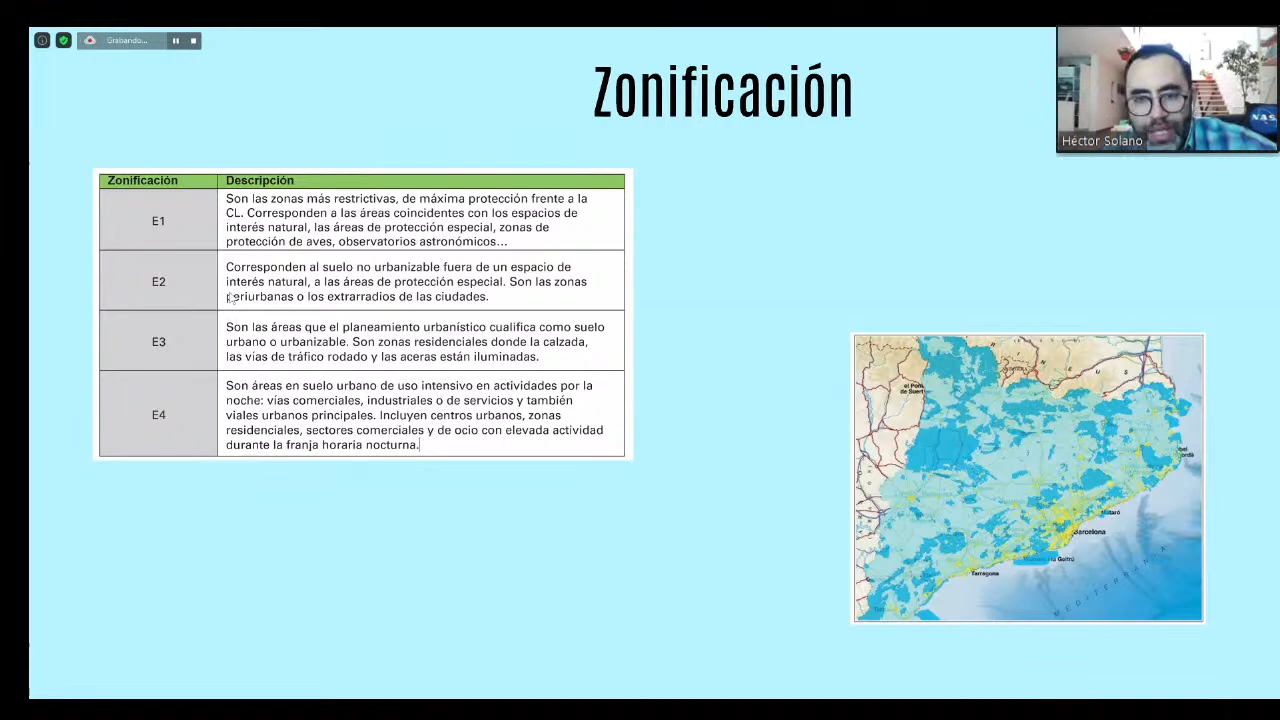 Grabando...
Zonificación
Héctor Solano
NASA
Zonificación Descripción
E1
Son las zonas más restrictivas, de máxima protección frente a la
CL. Corresponden a las áreas coincidentes con los espacios de
interés natural, las áreas de protección especial, zonas de
protección de aves, observatorios astronómicos...
E2
Corresponden al suelo no urbanizable fuera de un espacio de
interés natural, a las áreas de protección especial. Son las zonas
periurbanas o los extrarradios de las ciudades.
E3
Son las áreas que el planeamiento urbanístico cualifica como suelo
urbano o urbanizable. Son zonas residenciales donde la calzada,
las vías de tráfico rodado y las aceras están iluminadas.
E4
Son áreas en suelo urbano de uso intensivo en actividades por la
noche: vías comerciales, industriales o de servicios y también
viales urbanos principales. Incluyen centros urbanos, zonas
residenciales, sectores comerciales y de ocio con elevada actividad
durante la franja horaria nocturna.
el Pont
de Suert
Mataró
Barcelona
Tarragona
MEDITERRÀNIA